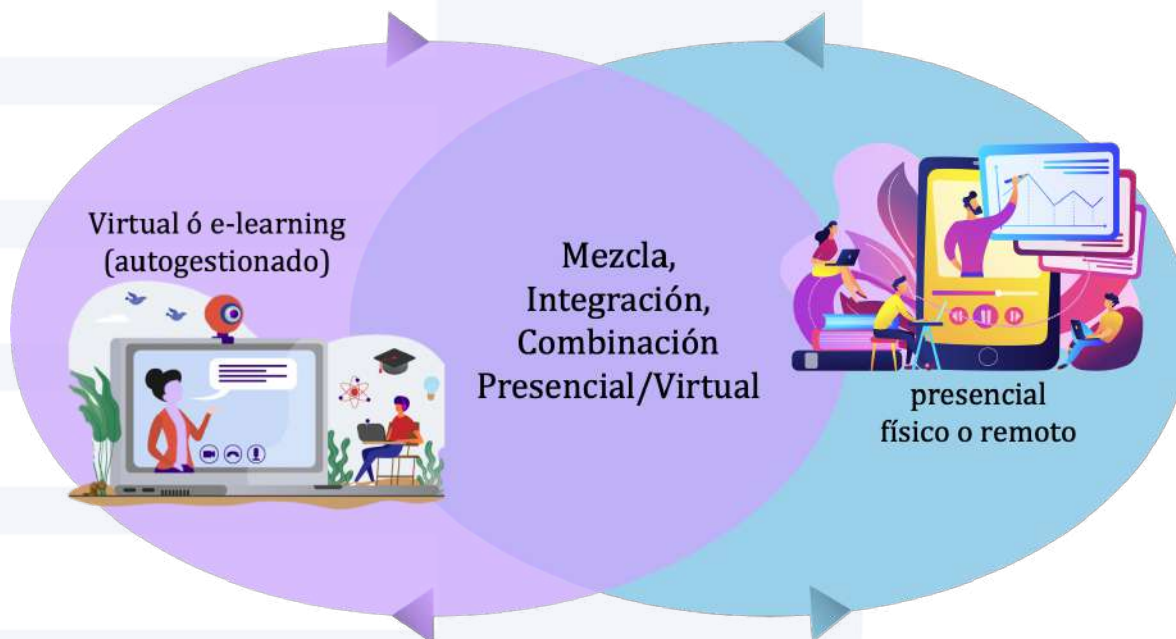 Virtual ó e-learning
(autogestionado)
Mezcla,
Integración,
Combinación
Presencial/Virtual
presencial
físico o remoto